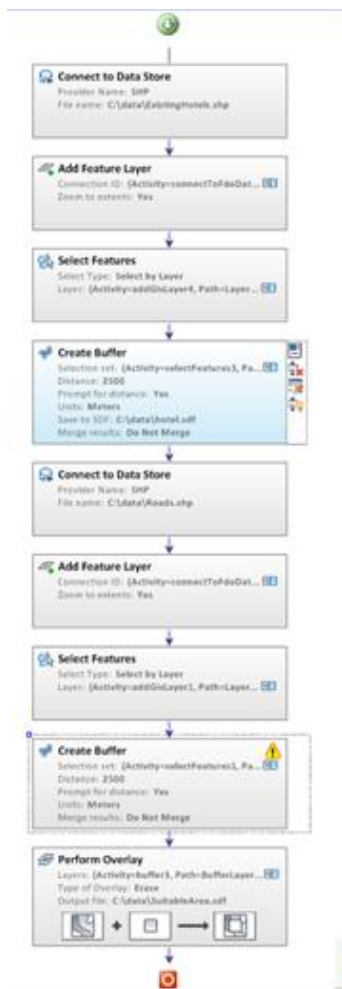 Connect to Data Store
Provider Name: SHP
File name: C:\data\ExistingHotels.shp
Add Feature Layer
Connection ID: {Activity=connectToFdoDat...
Zoom to extents: Yes
Select Features
Select Type: Select by Layer
Layer: {Activity=addGisLayer4, Path=Layer...
Create Buffer
Selection set: {Activity=selectFeatures3, Pa...
Distance: 3500
Prompt for distance: Yes
Units: Meters
Save to SDF: C:\data\hotel.sdf
Merge results: Do Not Merge
Connect to Data Store
Provider Name: SHP
File name: C:\data\Roads.shp
Add Feature Layer
Connection ID: {Activity=connectToFdoDat...
Zoom to extents: Yes
Select Features
Select Type: Select by Layer
Layer: {Activity=addGisLayer1, Path=Layer...
Create Buffer
Selection set: {Activity=selectFeatures1, Pa...
Distance: 2500
Prompt for distance: Yes
Units: Meters
Merge results: Do Not Merge
Perform Overlay
Layers: {Activity=buffer3, Path=BufferLayer...
Type of Overlay: Erase
Output file: C:\data\SuitableArea.sdf